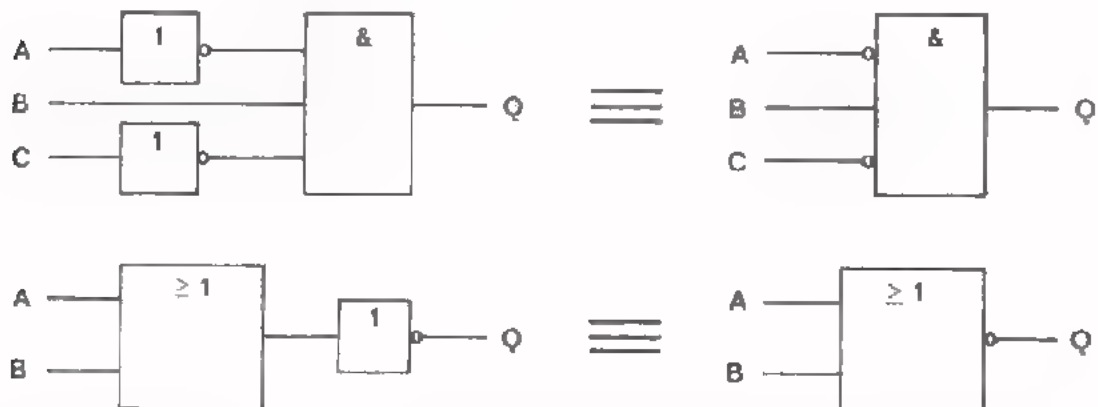 1 & &
A A
B Q ≡ B Q
1
C C
≥ 1 ≥ 1
A 1 A
Q ≡ Q
B B